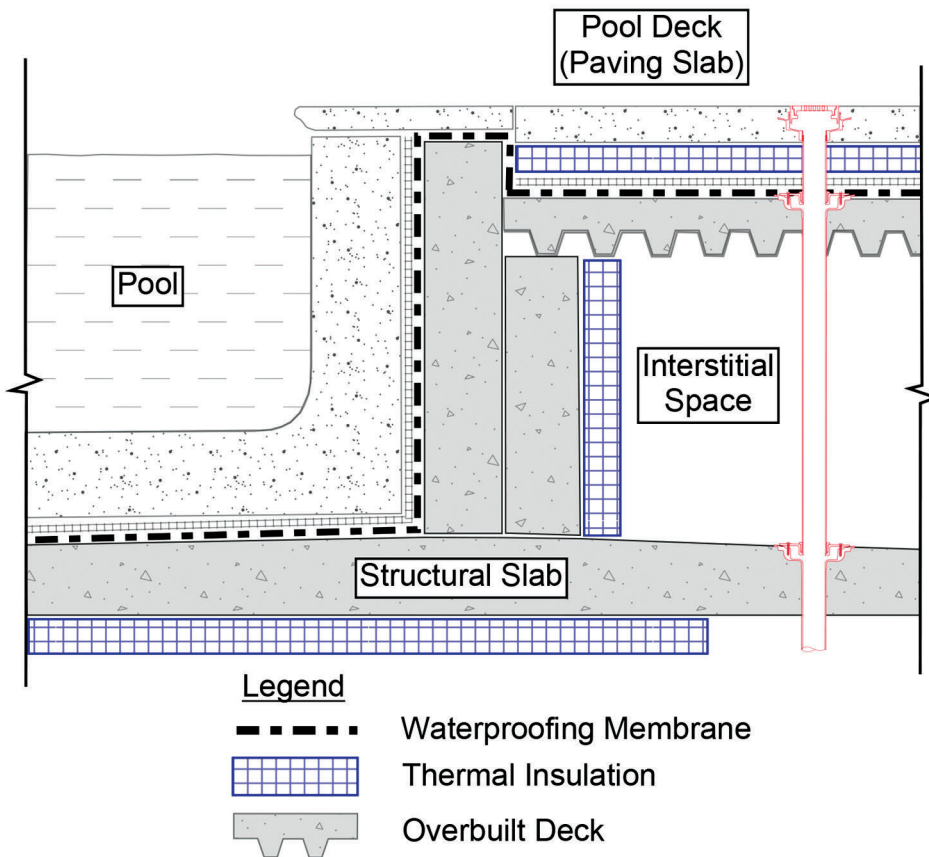 Pool Deck
(Paving Slab)
Pool
Interstitial
Space
Structural Slab
Legend
Waterproofing Membrane
Thermal Insulation
Overbuilt Deck